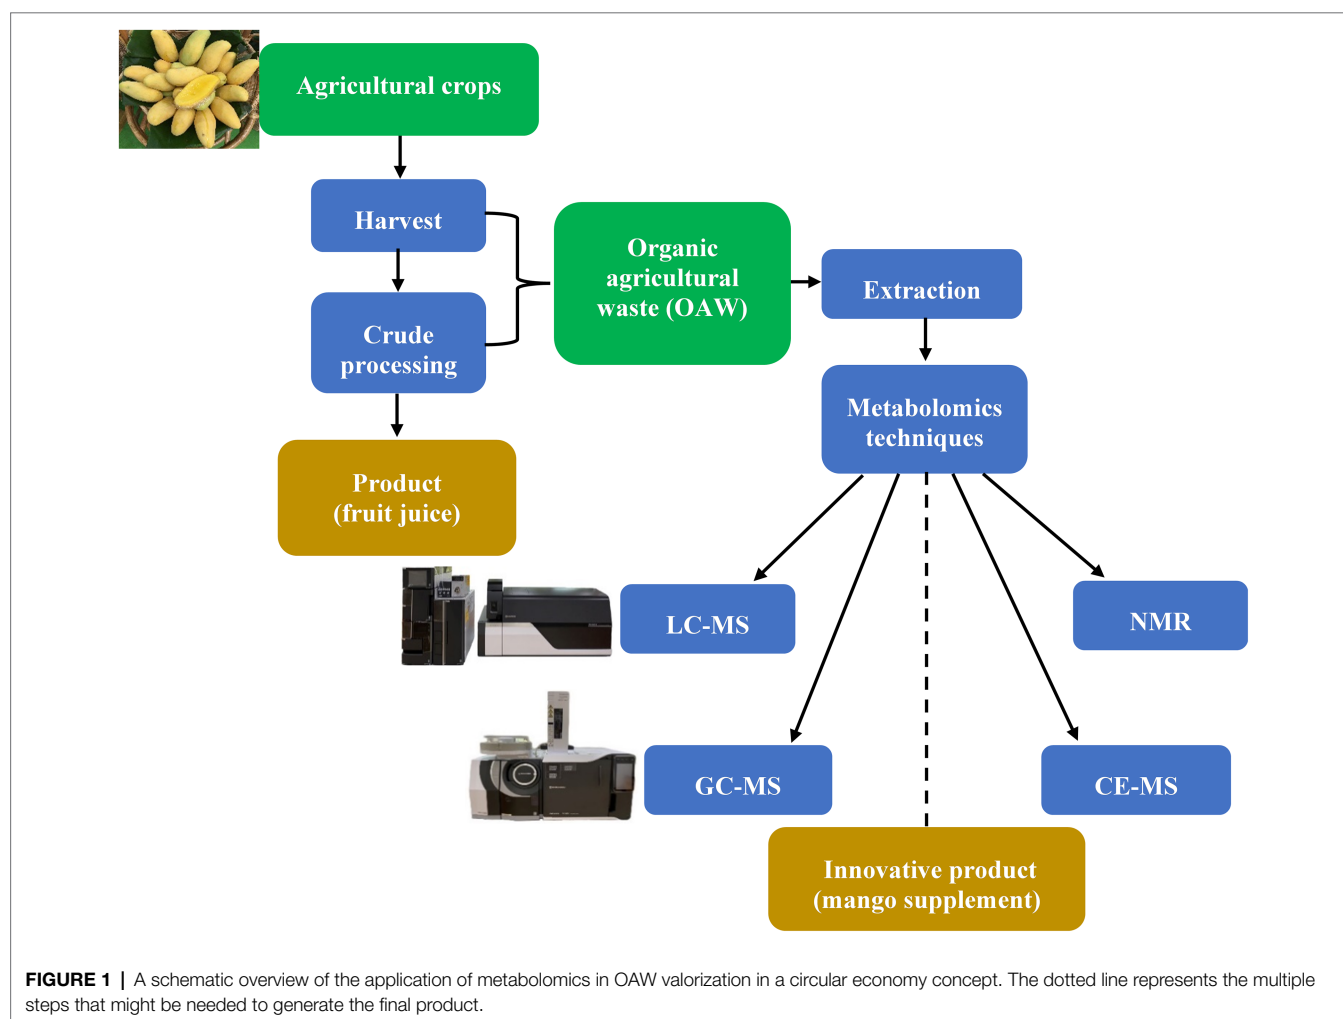 Agricultural crops
Harvest
Crude
processing
Product
(fruit juice)
Organic
agricultural
waste (OAW)
Extraction
Metabolomics
techniques
LC-MS
NMR
GC-MS
CE-MS
Innovative product
(mango supplement)
FIGURE 1 | A schematic overview of the application of metabolomics in OAW valorization in a circular economy concept. The dotted line represents the multiple
steps that might be needed to generate the final product.